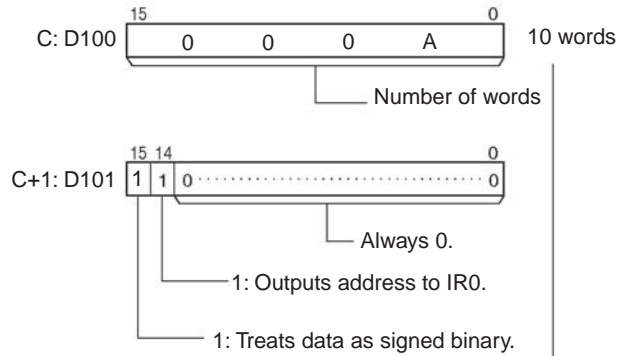 15 0
C: D100 0 0 0 A 10 words
Number of words
15 14 0
C+1: D101 1 1 0 ································ 0
Always 0.
1: Outputs address to IR0.
1: Treats data as signed binary.